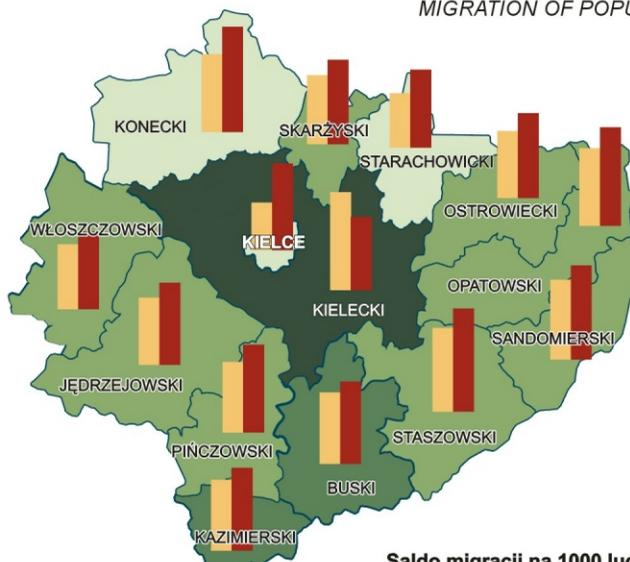 MIGRATION OF POPU
KONECKI
SKARŻYSKI
STARACHOWICKI
OSTROWIECKI
WŁOSZCZOWSKI
KIELCE
OPATOWSKI
KIELECKI
SANDOMIERSKI
JĘDRZEJOWSKI
STASZOWSKI
PIŃCZOWSKI
BUSKI
KAZIMIERSKI
Saldo migracji na 1000 lud